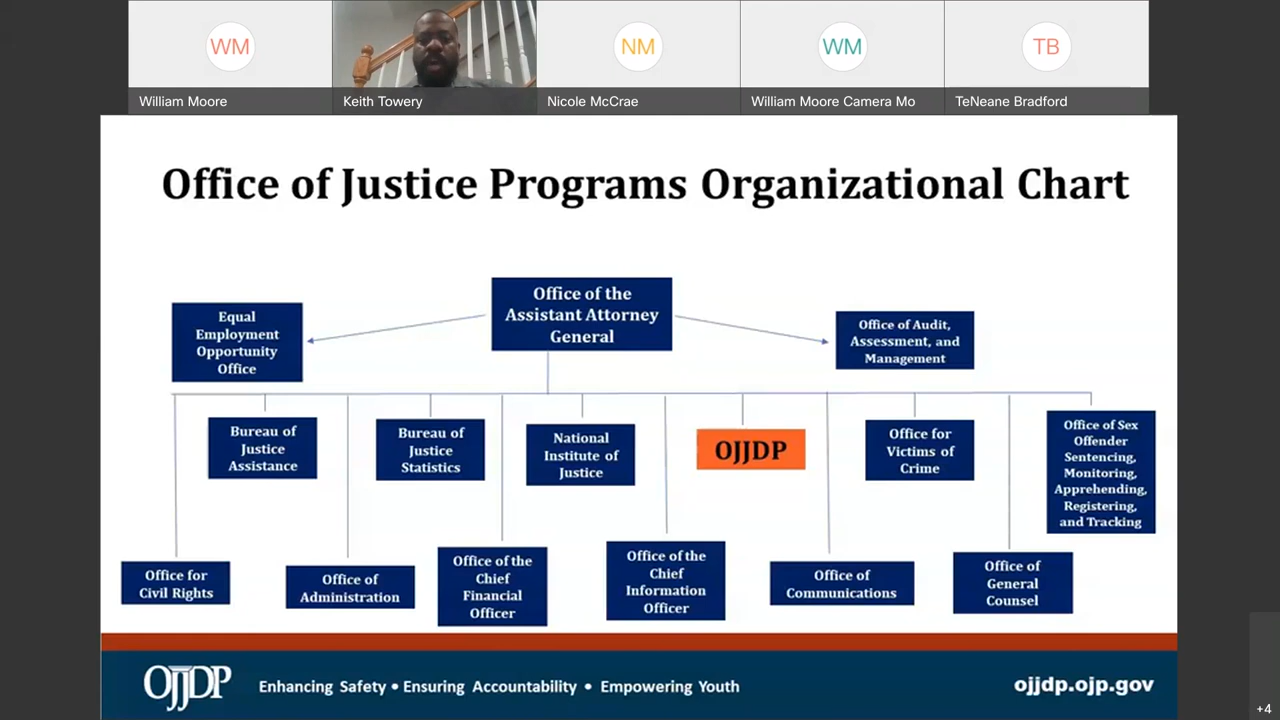 WM
NM
WM
TB
William Moore
Keith Towery
Nicole McCrae
William Moore Camera Mo
TeNeane Bradford
Office of Justice Programs Organizational Chart
Office of the
Assistant Attorney
General
Equal
Employment
Opportunity
Office
Office of Audit,
Assessment, and
Management
Bureau of
Justice
Assistance
Bureau of
Justice
Statistics
National
Institute of
Justice
OJJDP
Office for
Victims of
Crime
Office of Sex
Offender
Sentencing,
Monitoring,
Apprehending,
Registering,
and Tracking
Office for
Civil Rights
Office of
Administration
Office of the
Chief
Financial
Officer
Office of the
Chief
Information
Officer
Office of
Communications
Office of
General
Counsel
OJJDP
Enhancing Safety • Ensuring Accountability • Empowering Youth
ojjdp.ojp.gov
+4